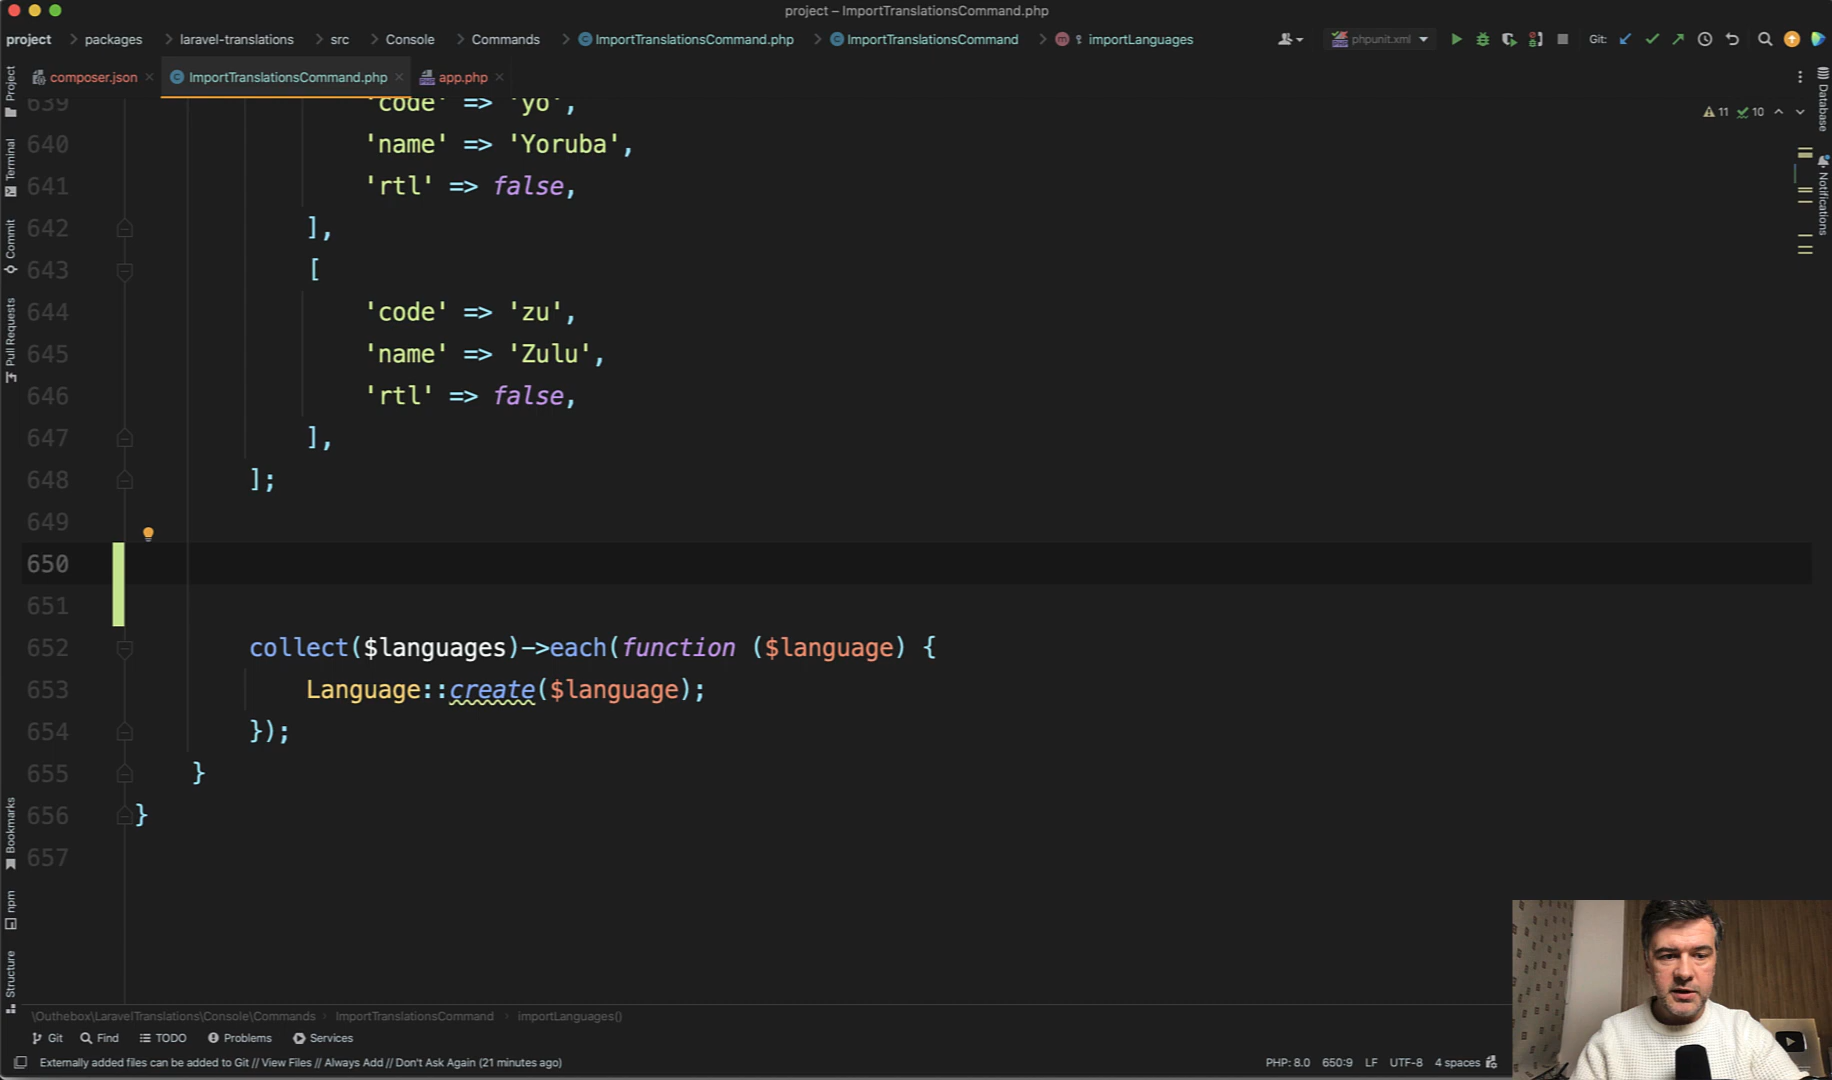 project – ImportTranslationsCommand.php
project packages laravel-translations src Console Commands ImportTranslationsCommand.php ImportTranslationsCommand importLanguages phpunit.xml Git:
composer.json ImportTranslationsCommand.php app.php
Project
Terminal
Commit
Pull Requests
Bookmarks
npm
Structure
Database
Notifications
11 10
639 'code' => 'yo',
640 'name' => 'Yoruba',
641 'rtl' => false,
642 ],
643 [
644 'code' => 'zu',
645 'name' => 'Zulu',
646 'rtl' => false,
647 ],
648 ];
649
650
651
652 collect($languages)->each(function ($language) {
653 Language::create($language);
654 });
655 }
656 }
657
\Outhebox\LaravelTranslations\Console\Commands ImportTranslationsCommand importLanguages()
Git Find TODO Problems Services
Externally added files can be added to Git // View Files // Always Add // Don't Ask Again (21 minutes ago) PHP: 8.0 650:9 LF UTF-8 4 spaces